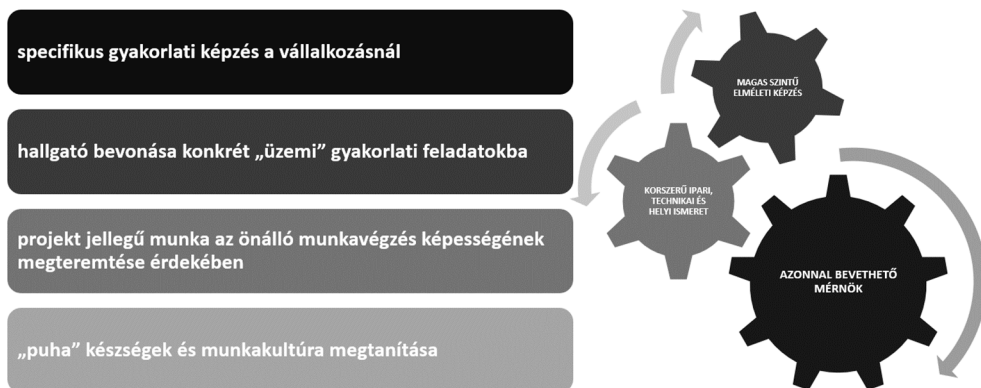 specifikus gyakorlati képzés a vállalkozásnál
hallgató bevonása konkrét „üzemi” gyakorlati feladatokba
projekt jellegű munka az önálló munkavégzés képességének
megteremtése érdekében
„puha” készségek és munkakultúra megtanítása
MAGAS SZINTŰ
ELMÉLETI KÉPZÉS
KORSZERŰ IPARI,
TECHNIKAI ÉS
HELYI ISMERET
AZONNAL BEVETHETŐ
MÉRNÖK